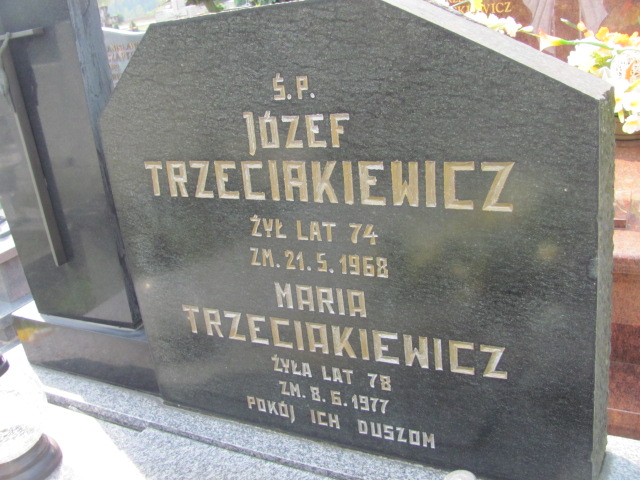 Ś.P.
JÓZEF
TRZECIAKIEWICZ
ŻYŁ LAT 74
ZM. 21.5.1968
MARIA
TRZECIAKIEWICZ
ŻYŁA LAT 78
ZM. 8.6.1977
POKÓJ ICH DUSZOM